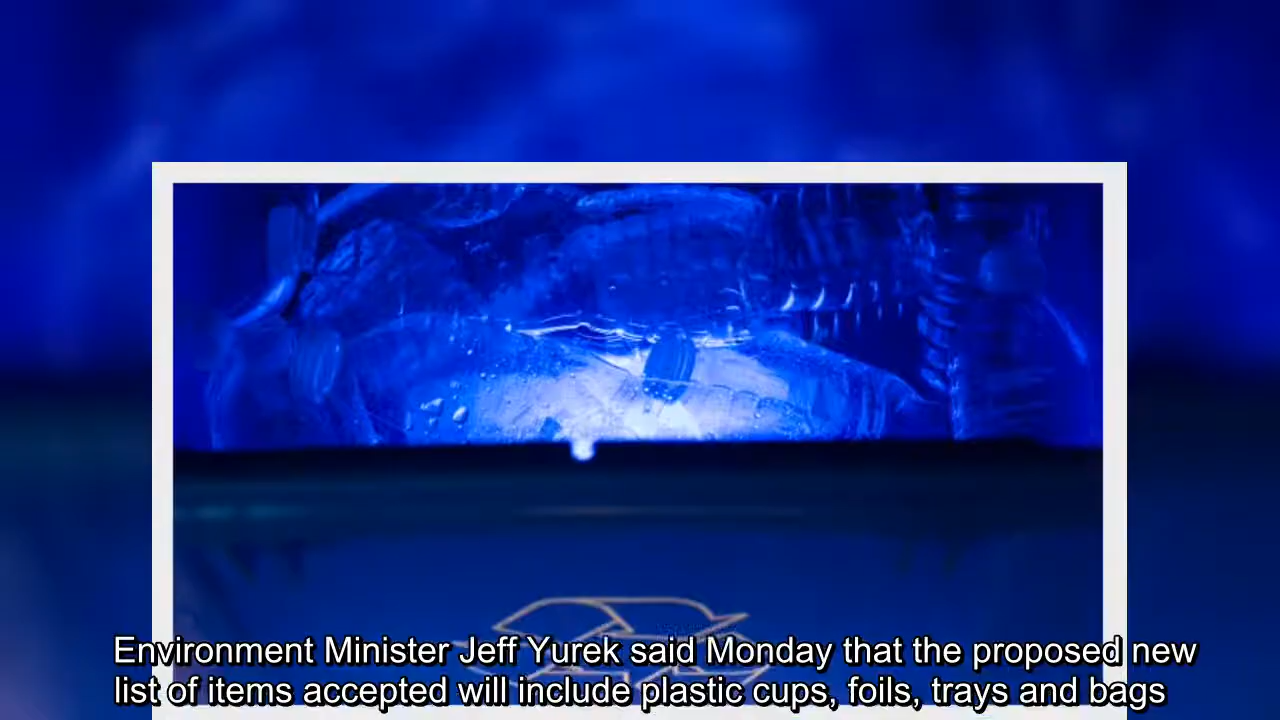 Environment Minister Jeff Yurek said Monday that the proposed new
list of items accepted will include plastic cups, foils, trays and bags